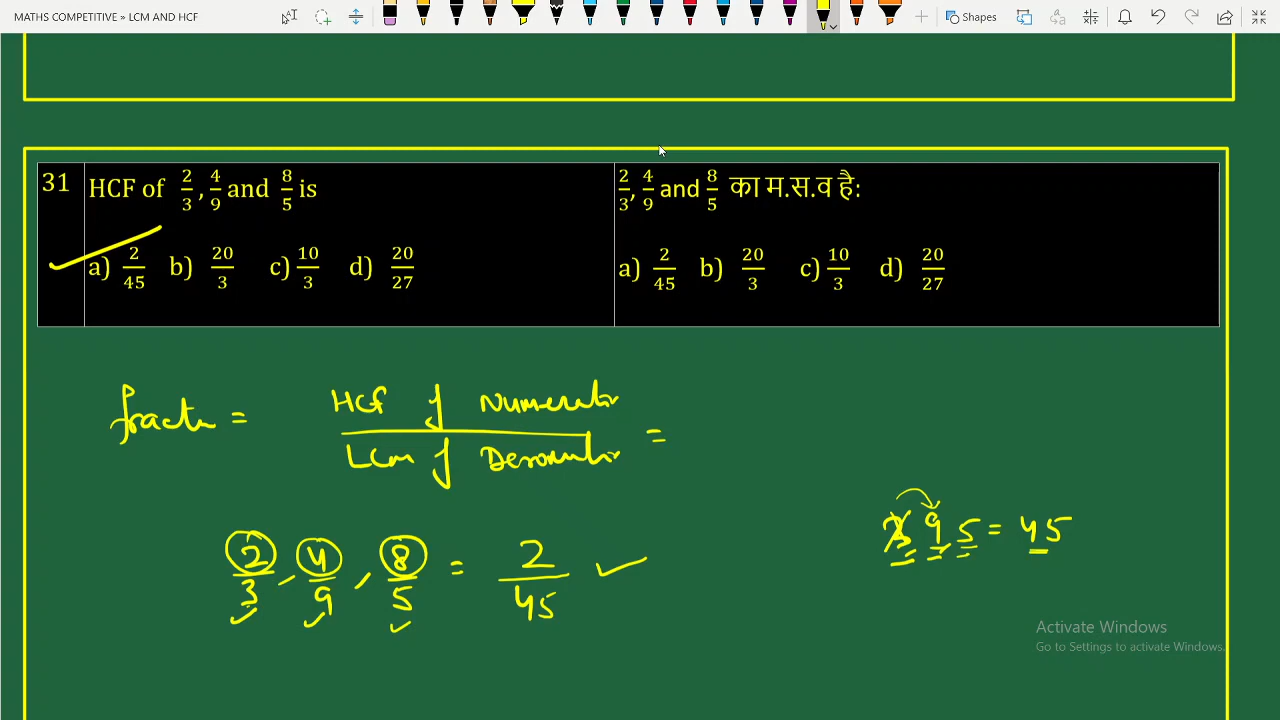 MATHS COMPETITIVE » LCM AND HCF
Shapes
31
HCF of 2/3 , 4/9 and 8/5 is
a) 2/45 b) 20/3 c) 10/3 d) 20/27
2/3, 4/9 and 8/5 का म.स.व है:
a) 2/45 b) 20/3 c) 10/3 d) 20/27
= HCF of Numerator / LCM of =
2/3 , 4/9 , 8/5 = 2/45
3 9 5 = 45
Activate Windows
Go to Settings to activate Windows.